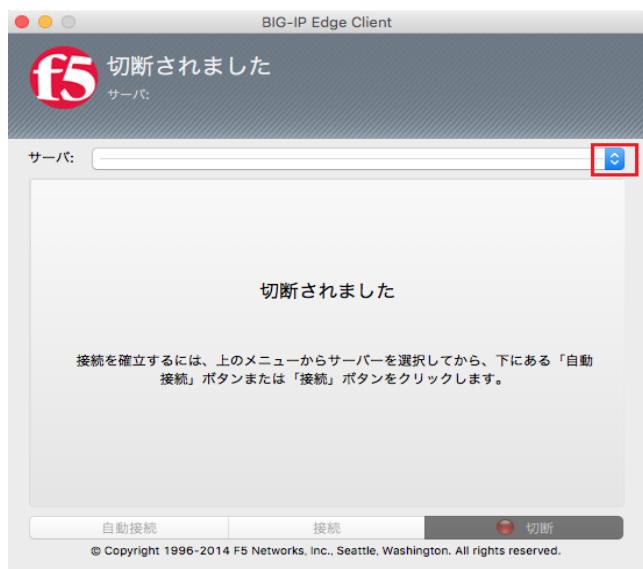 BIG-IP Edge Client
f5
切断されました
サーバ:
サーバ:
切断されました
接続を確立するには、上のメニューからサーバーを選択してから、下にある「自動
接続」ボタンまたは「接続」ボタンをクリックします。
自動接続 接続 切断
© Copyright 1996-2014 F5 Networks, Inc., Seattle, Washington. All rights reserved.